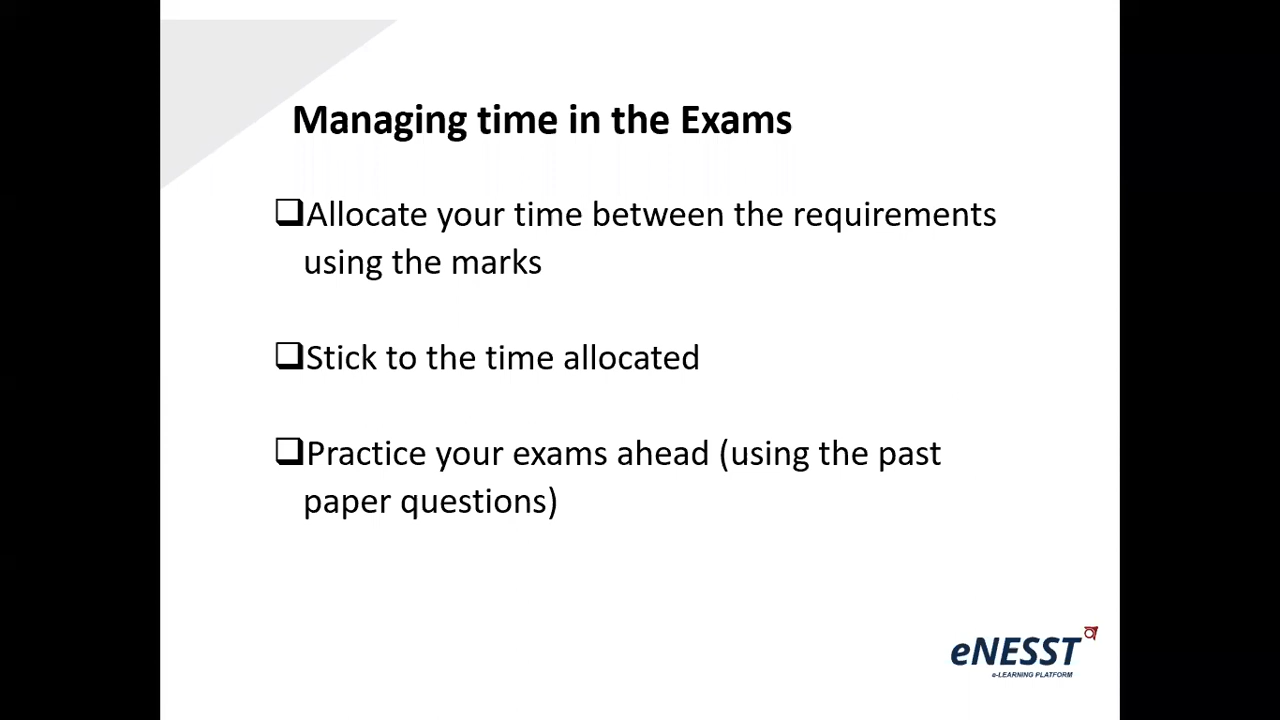 Managing time in the Exams
❑Allocate your time between the requirements
using the marks
❑Stick to the time allocated
❑Practice your exams ahead (using the past
paper questions)
eNESST
e-LEARNING PLATFORM